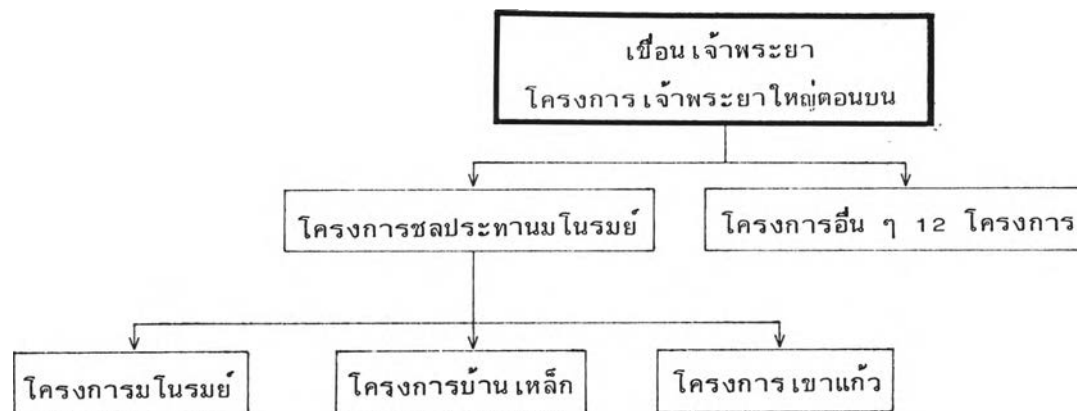 เขื่อนเจ้าพระยา
โครงการเจ้าพระยาใหญ่ตอนบน
โครงการชลประทานมโนรมย์
โครงการอื่น ๆ 12 โครงการ
โครงการมโนรมย์
โครงการบ้านเหล็ก
โครงการเขาแก้ว